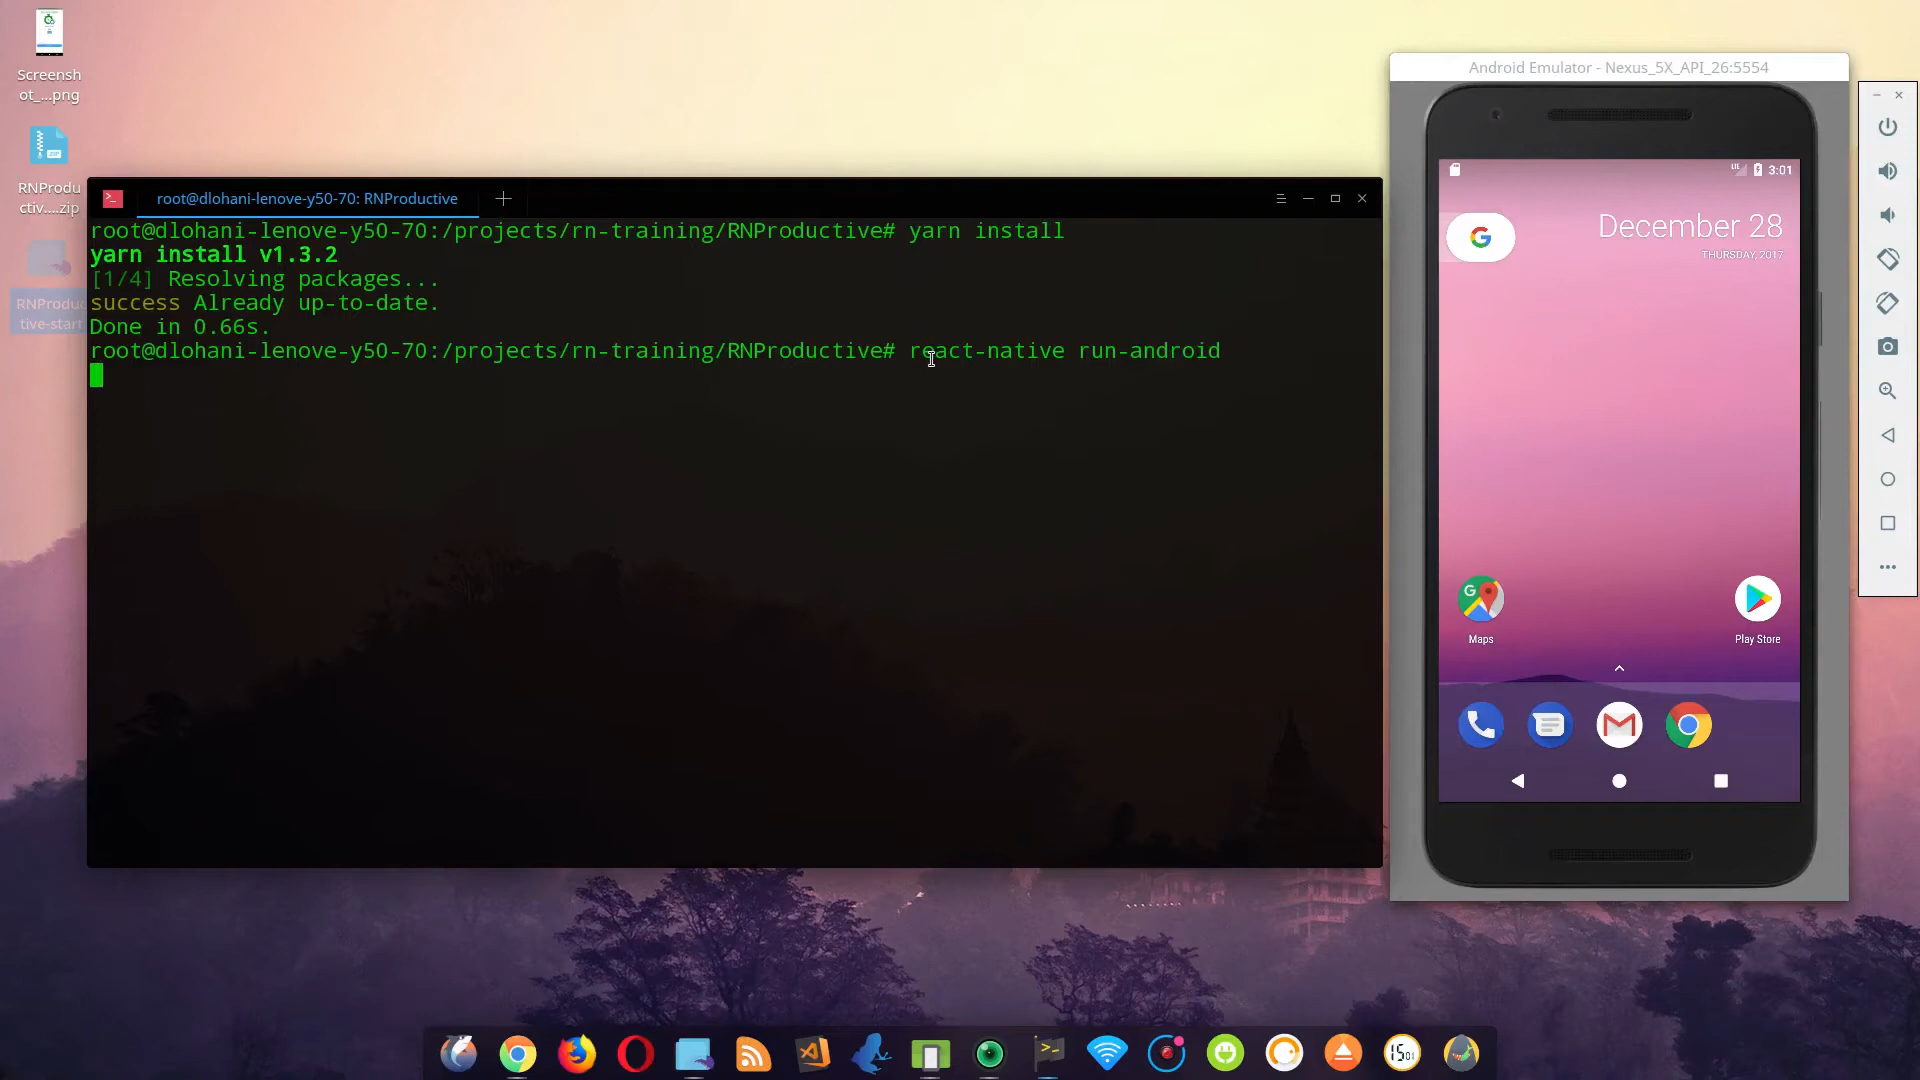 Screensh
ot_...png
RNProdu
ctiv....zip
RNProduc
tive-start
root@dlohani-lenove-y50-70: RNProductive
root@dlohani-lenove-y50-70:/projects/rn-training/RNProductive# yarn install
yarn install v1.3.2
[1/4] Resolving packages...
success Already up-to-date.
Done in 0.66s.
root@dlohani-lenove-y50-70:/projects/rn-training/RNProductive# react-native run-android
Android Emulator - Nexus_5X_API_26:5554
3:01
December 28
THURSDAY, 2017
Maps
Play Store